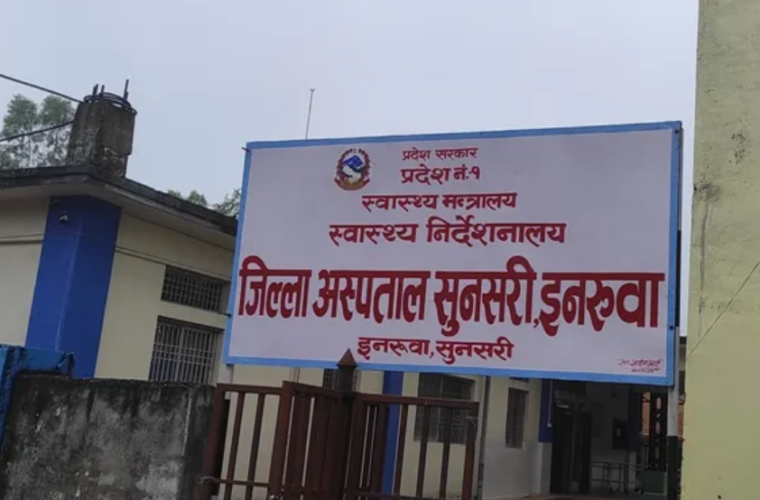 प्रदेश सरकार
प्रदेश नं.१
स्वास्थ्य मन्त्रालय
स्वास्थ्य निर्देशनालय
जिल्ला अस्पताल सुनसरी,इनरुवा
इनरुवा,सुनसरी